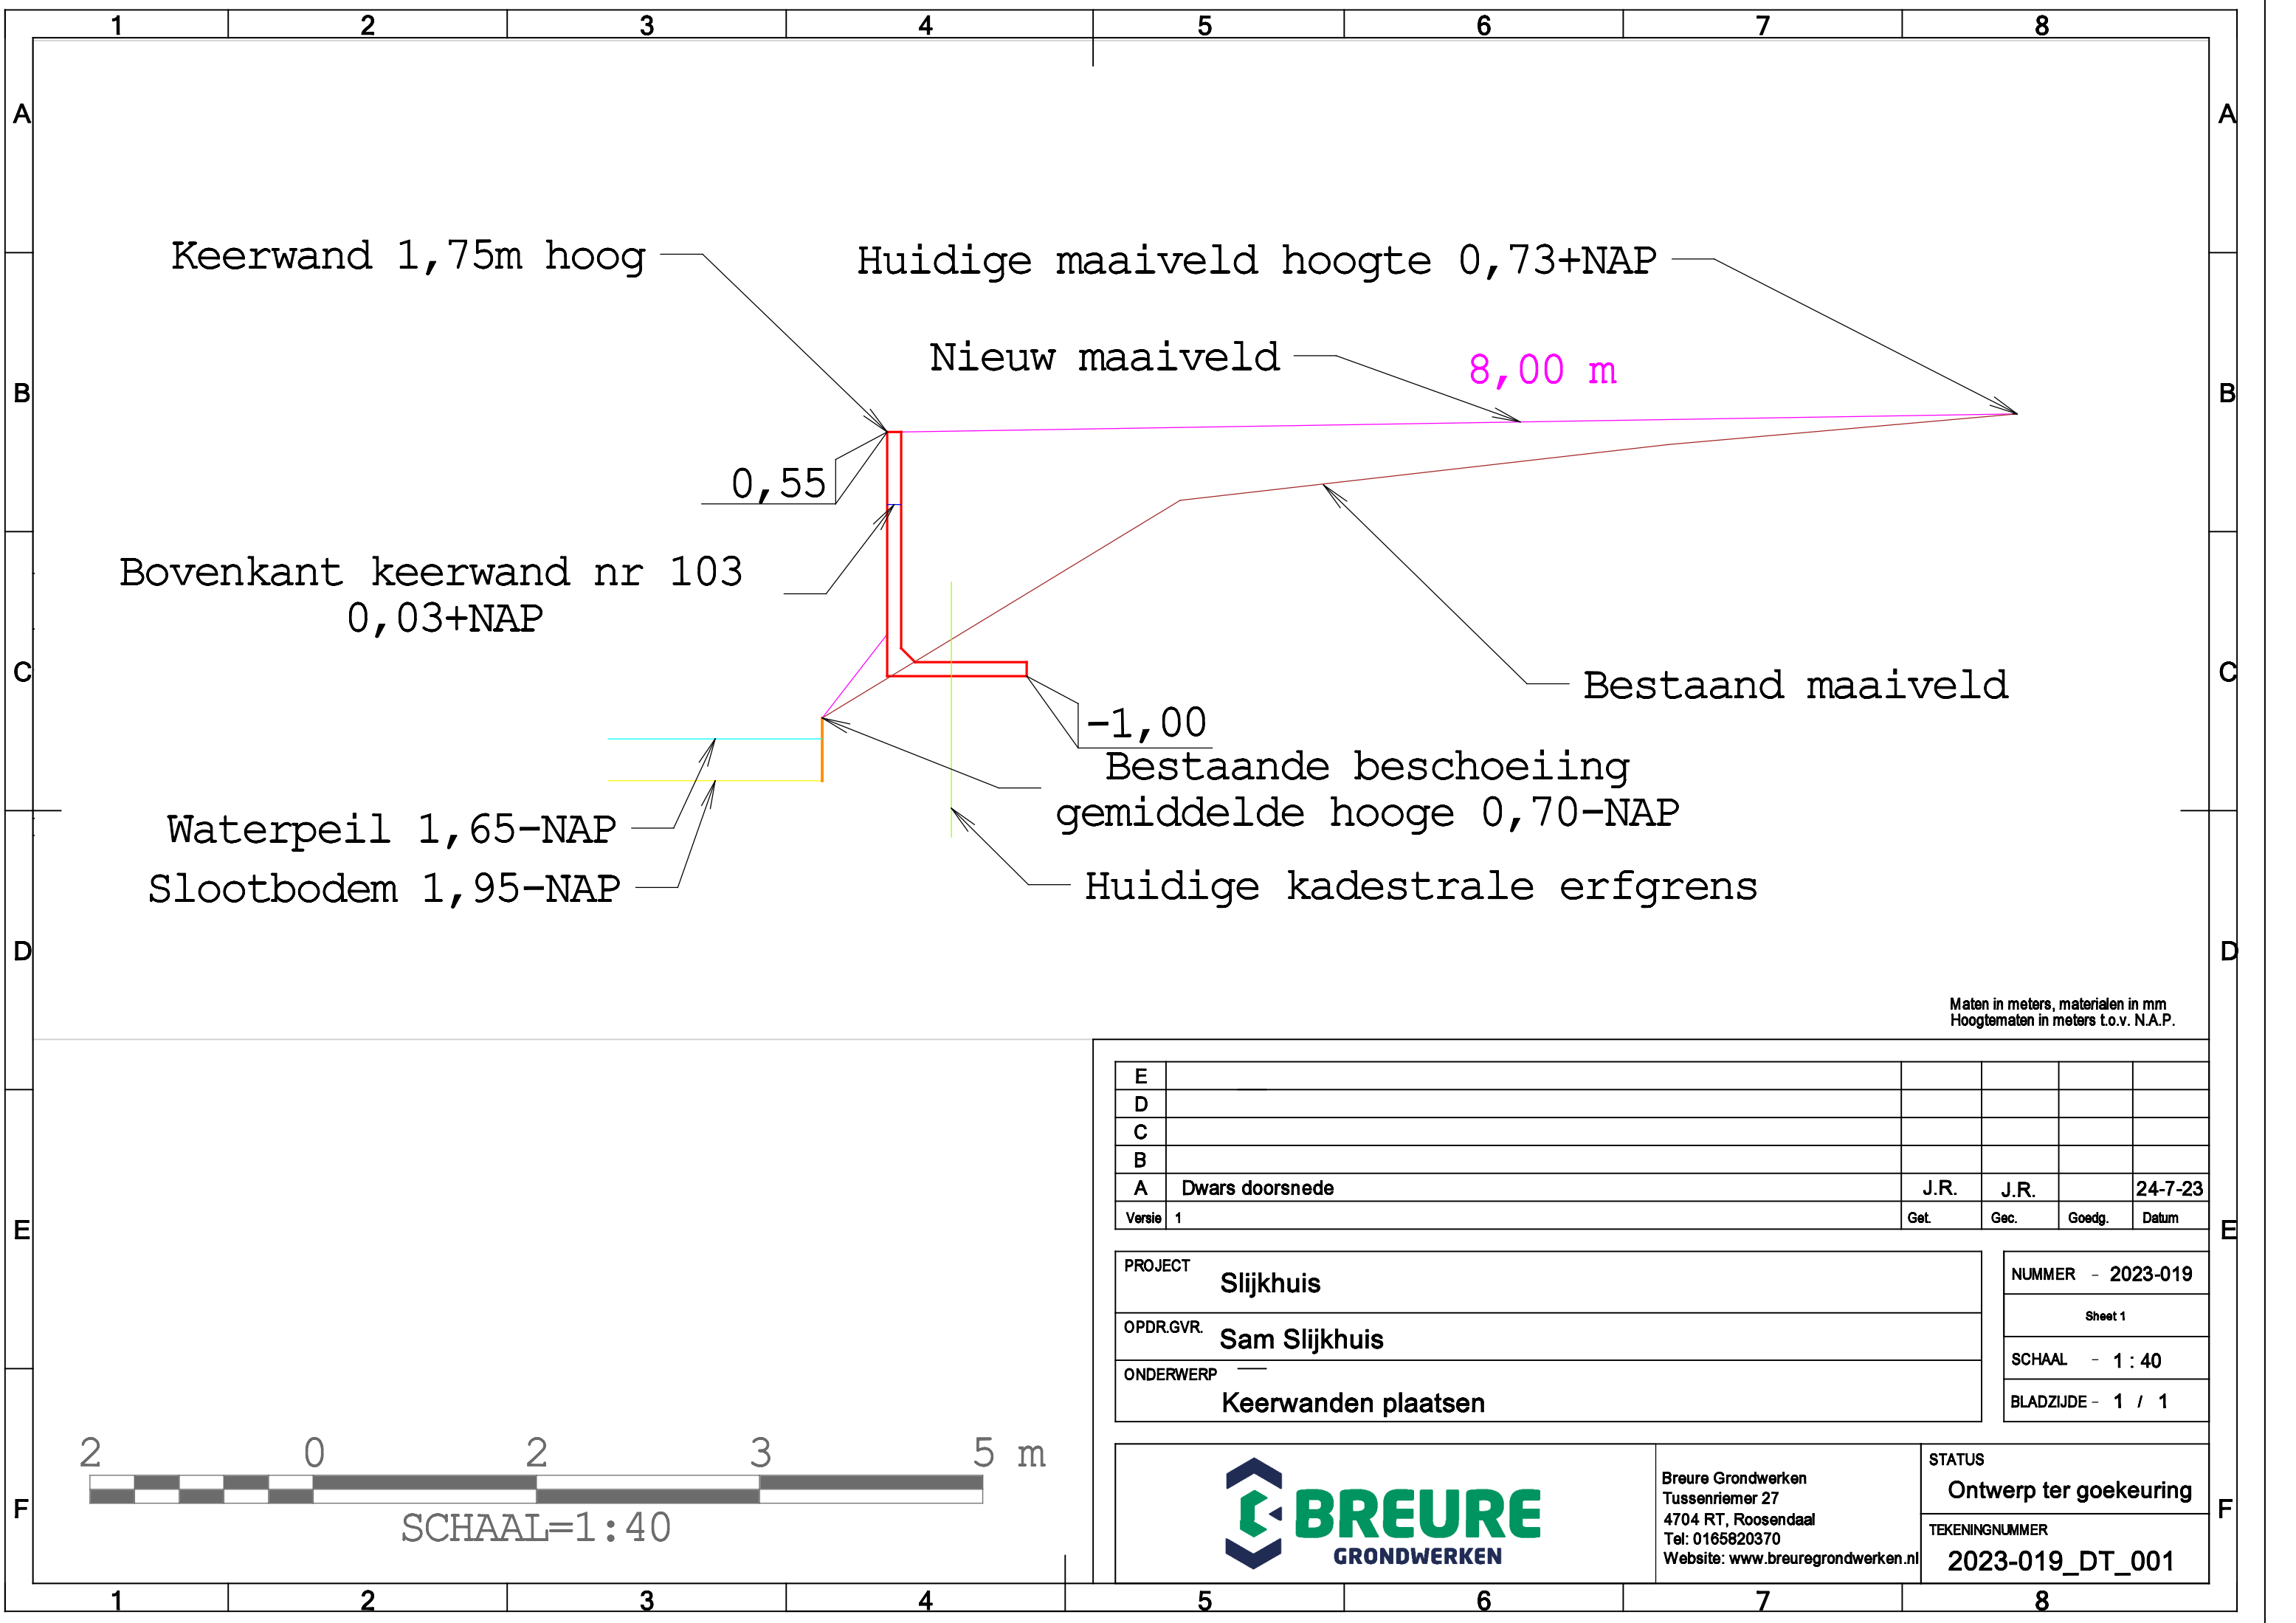 1 2 3 4 5 6 7 8
A A
Keerwand 1,75m hoog
Huidige maaiveld hoogte 0,73+NAP
Nieuw maaiveld
8,00 m
B B
0,55
Bovenkant keerwand nr 103
0,03+NAP
C C
Bestaand maaiveld
-1,00
Bestaande beschoeiing
gemiddelde hooge 0,70-NAP
Waterpeil 1,65-NAP
Slootbodem 1,95-NAP
Huidige kadestrale erfgrens
D D
Maten in meters, materialen in mm
Hoogtematen in meters t.o.v. N.A.P.
E
D
C
B
A Dwars doorsnede J.R. J.R. 24-7-23
Versie 1 Get. Gec. Goedg. Datum
E E
PROJECT Slijkhuis
OPDR.GVR. Sam Slijkhuis
ONDERWERP
Keerwanden plaatsen
NUMMER - 2023-019
Sheet 1
SCHAAL - 1 : 40
BLADZIJDE - 1 / 1
2 0 2 3 5 m
SCHAAL=1:40
F F
BREURE
GRONDWERKEN
Breure Grondwerken
Tussenriemer 27
4704 RT, Roosendaal
Tel: 0165820370
Website: www.breuregrondwerken.nl
STATUS
Ontwerp ter goekeuring
TEKENINGNUMMER
2023-019_DT_001
1 2 3 4 5 6 7 8